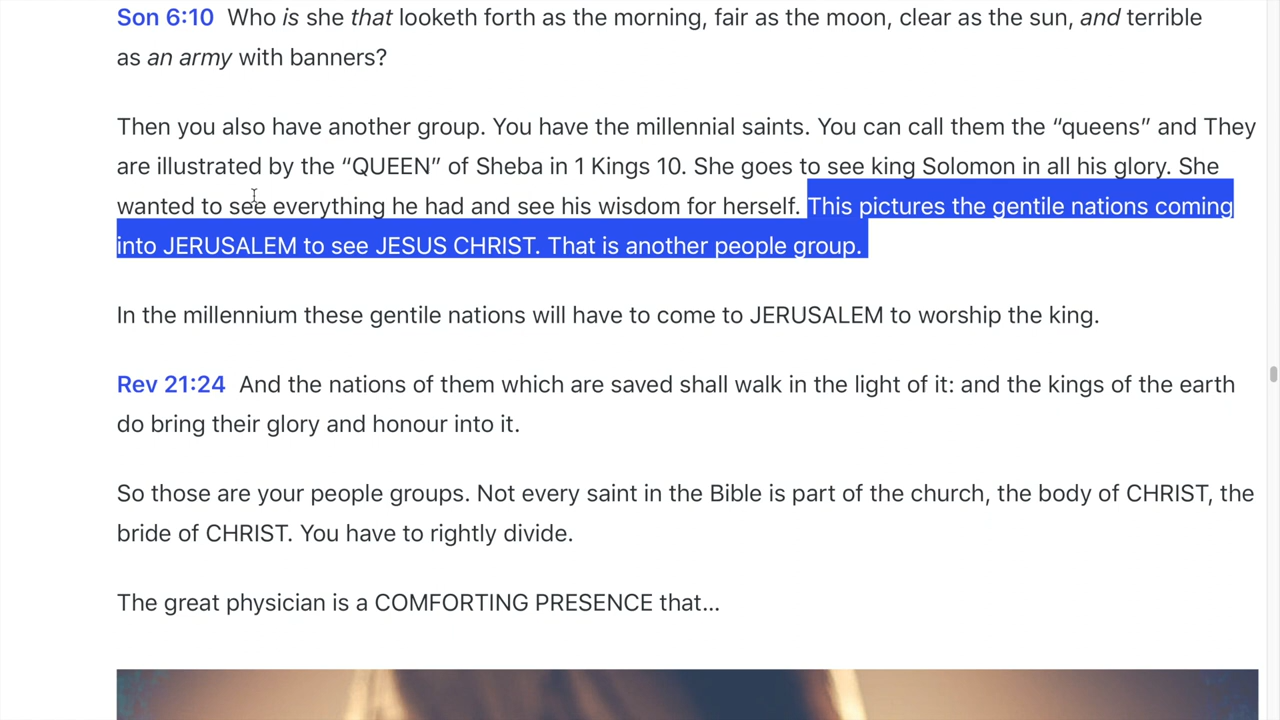 Son 6:10 Who is she that looketh forth as the morning, fair as the moon, clear as the sun, and terrible
as an army with banners?
Then you also have another group. You have the millennial saints. You can call them the “queens” and They
are illustrated by the “QUEEN” of Sheba in 1 Kings 10. She goes to see king Solomon in all his glory. She
wanted to see everything he had and see his wisdom for herself. This pictures the gentile nations coming
into JERUSALEM to see JESUS CHRIST. That is another people group.
In the millennium these gentile nations will have to come to JERUSALEM to worship the king.
Rev 21:24 And the nations of them which are saved shall walk in the light of it: and the kings of the earth
do bring their glory and honour into it.
So those are your people groups. Not every saint in the Bible is part of the church, the body of CHRIST, the
bride of CHRIST. You have to rightly divide.
The great physician is a COMFORTING PRESENCE that...